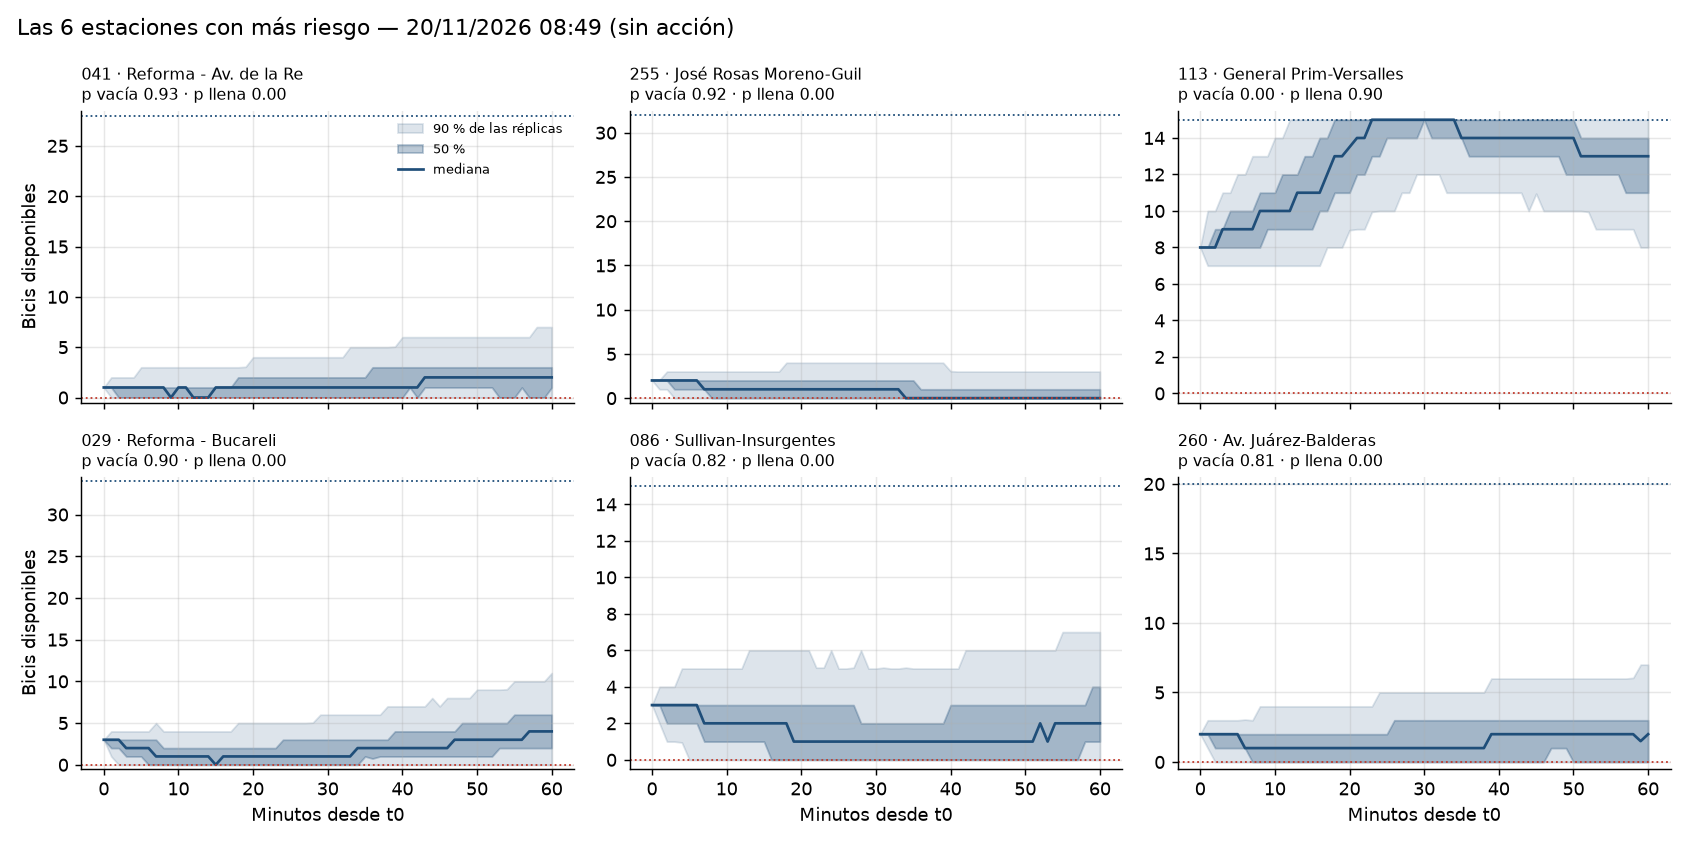 Las 6 estaciones con más riesgo — 20/11/2026 08:49 (sin acción)
041 · Reforma - Av. de la Re
p vacía 0.93 · p llena 0.00
25
20
15
10
5
0
Bicis disponibles
90 % de las réplicas
50 %
mediana
255 · José Rosas Moreno-Guil
p vacía 0.92 · p llena 0.00
30
25
20
15
10
5
0
113 · General Prim-Versalles
p vacía 0.00 · p llena 0.90
14
12
10
8
6
4
2
0
029 · Reforma - Bucareli
p vacía 0.90 · p llena 0.00
30
25
20
15
10
5
0
Bicis disponibles
0 10 20 30 40 50 60
Minutos desde t0
086 · Sullivan-Insurgentes
p vacía 0.82 · p llena 0.00
14
12
10
8
6
4
2
0
0 10 20 30 40 50 60
Minutos desde t0
260 · Av. Juárez-Balderas
p vacía 0.81 · p llena 0.00
20
15
10
5
0
0 10 20 30 40 50 60
Minutos desde t0